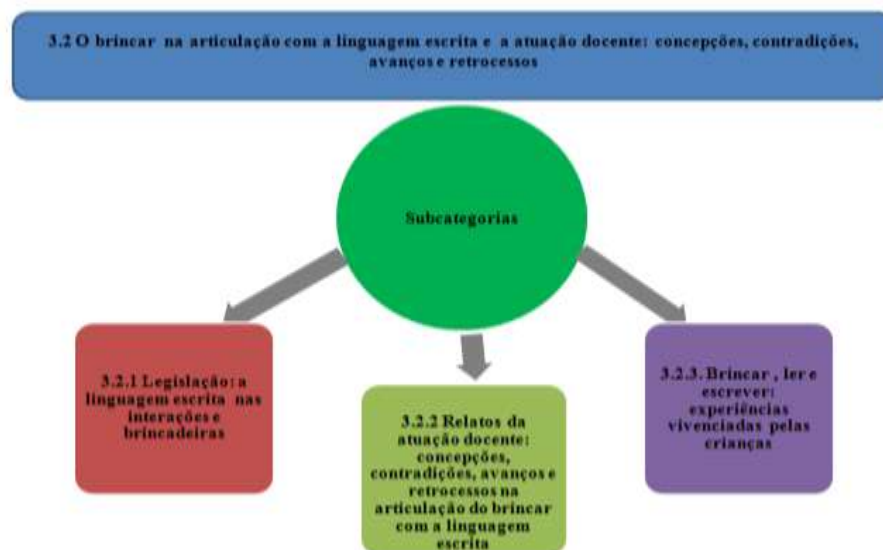 3.2 O brincar na articulação com a linguagem escrita e a atuação docente: concepções, contradições,
avanços e retrocessos
Subcategorias
3.2.1 Legislação: a
linguagem escrita nas
interações e
brincadeiras
3.2.2 Relatos da
atuação docente:
concepções,
contradições, avanços e
retrocessos na
articulação do brincar
com a linguagem
escrita
3.2.3. Brincar , ler e
escrever:
experiências
vivenciadas pelas
crianças